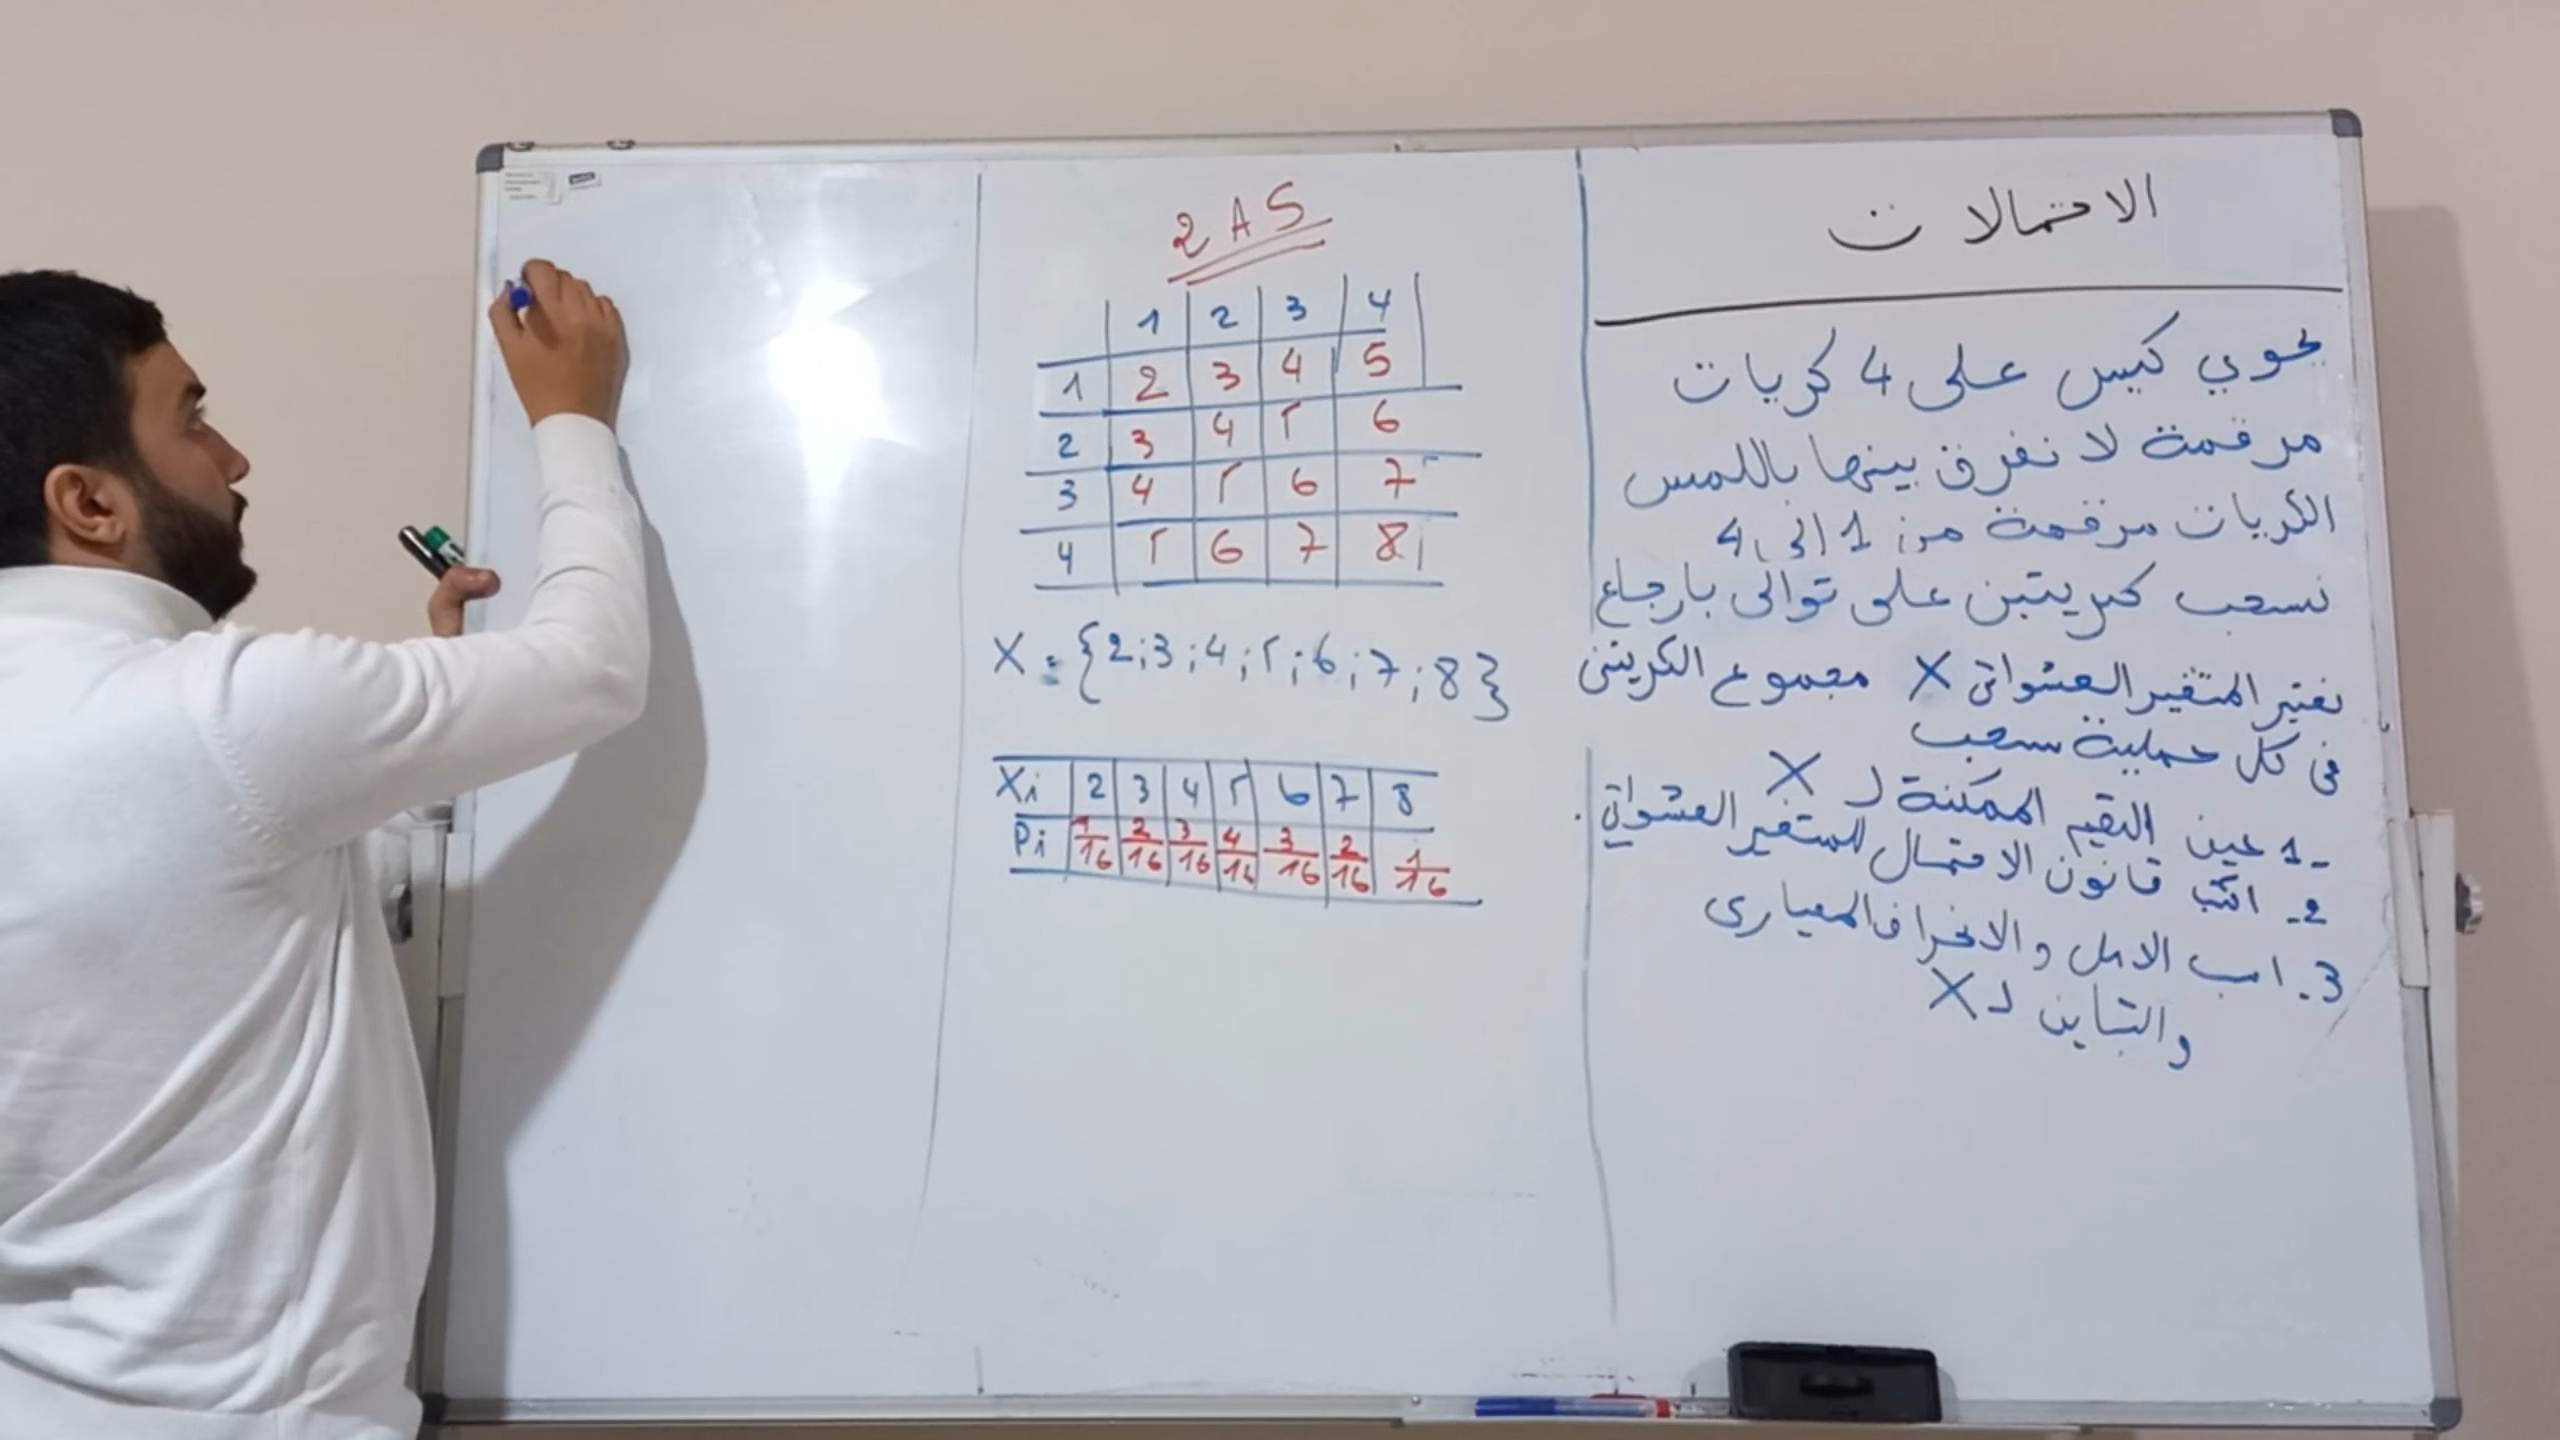 الاحتمالات
يحوي كيس على 4 كريات
مرقمة لا نفرق بينها باللمس
الكريات مرقمة من 1 الى 4
نسحب كريتين على توالي بارجاع
نعتبر المتغير العشوائي X مجموع الكريتين
في كل عملية سحب
1- عين القيم الممكنة لـ X
2- اكتب قانون الاحتمال للمتغير العشوائي.
3- احسب الامل و الانحراف المعياري
و التباين لـ X
2AS
1 2 3 4
1 2 3 4 5
2 3 4 5 6
3 4 5 6 7
4 5 6 7 8
X = {2;3;4;5;6;7;8}
Xi 2 3 4 5 6 7 8
Pi 1/16 2/16 3/16 4/16 3/16 2/16 1/16